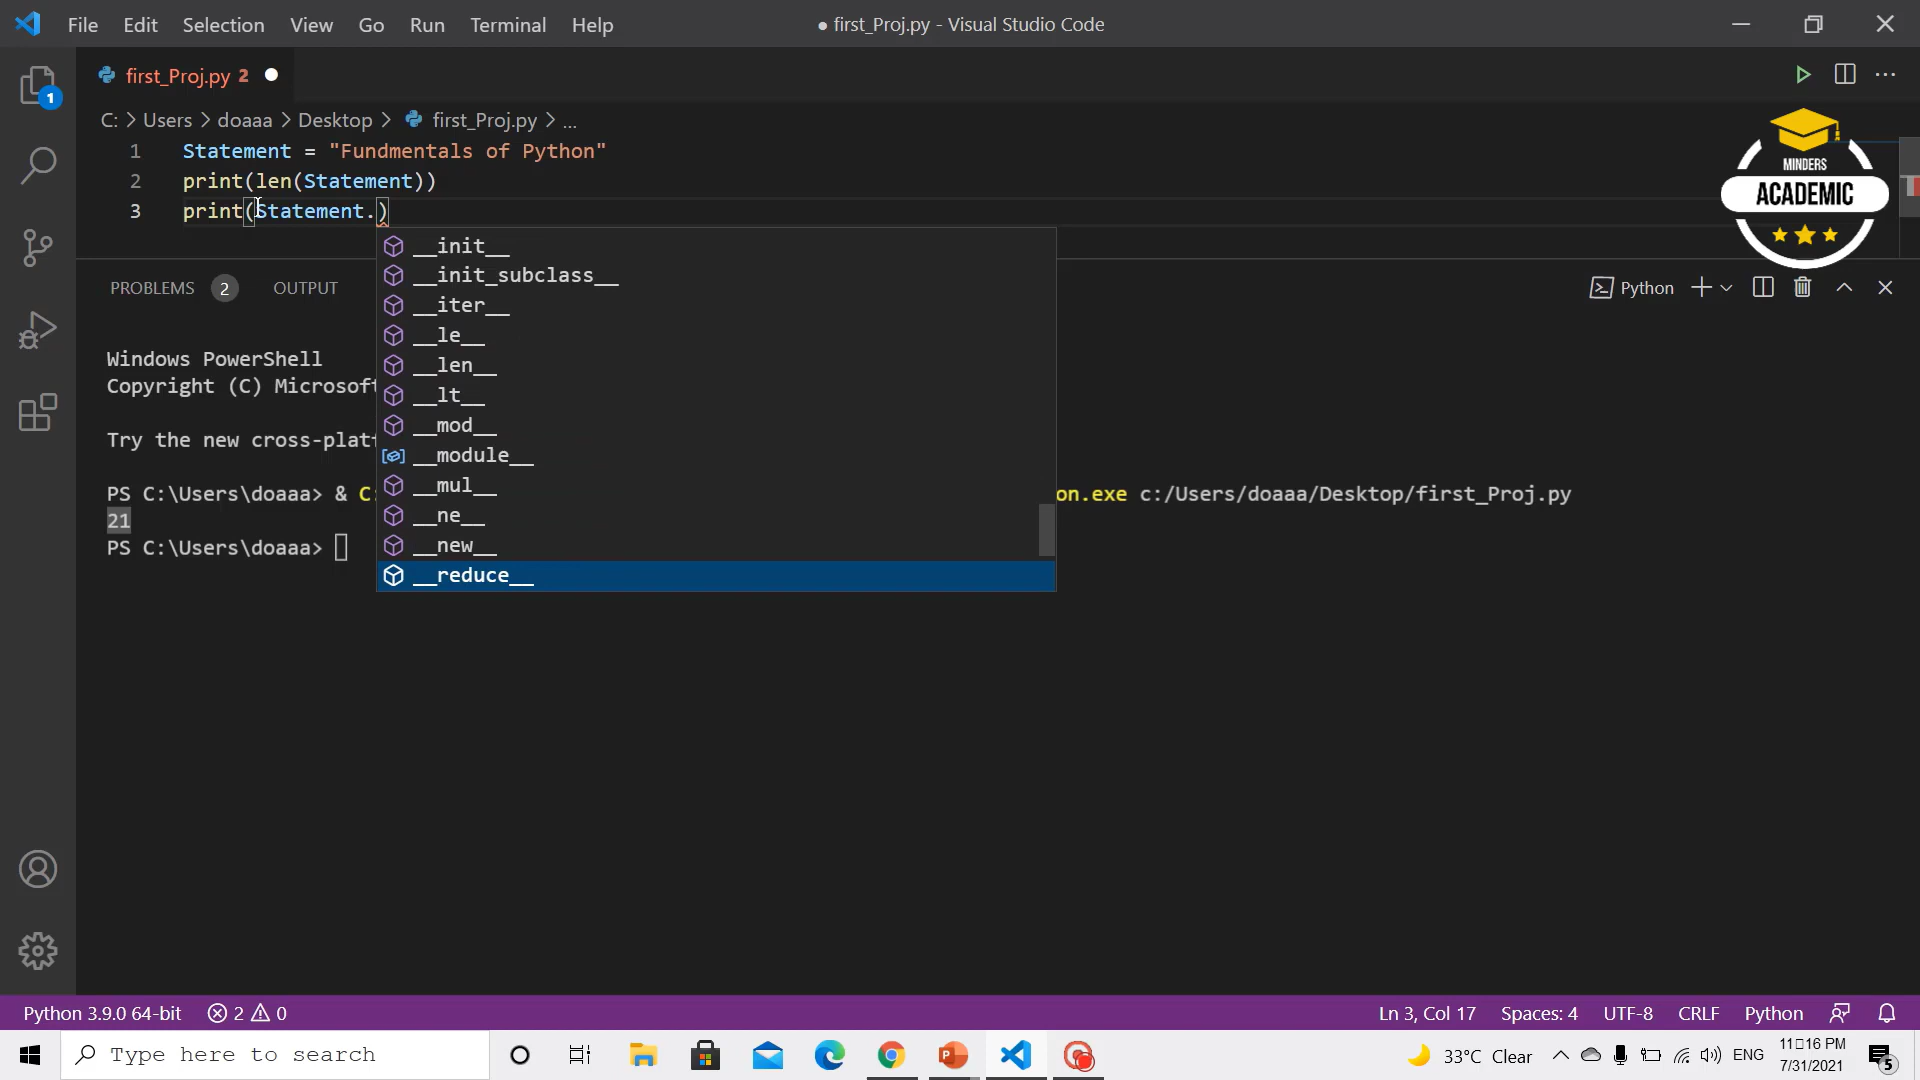 File Edit Selection View Go Run Terminal Help
● first_Proj.py - Visual Studio Code
first_Proj.py 2
1
C: > Users > doaaa > Desktop > first_Proj.py > ...
1 Statement = "Fundmentals of Python"
2 print(len(Statement))
3 print(Statement.)
MINDERS
ACADEMIC
__init__
__init_subclass__
__iter__
__le__
__len__
__lt__
__mod__
__module__
__mul__
__ne__
__new__
__reduce__
PROBLEMS 2 OUTPUT
Python
Windows PowerShell
Copyright (C) Microsoft
Try the new cross-plat
PS C:\Users\doaaa> & C: on.exe c:/Users/doaaa/Desktop/first_Proj.py
21
PS C:\Users\doaaa>
Python 3.9.0 64-bit 2 0 Ln 3, Col 17 Spaces: 4 UTF-8 CRLF Python
Type here to search
33°C Clear ENG
11:16 PM
7/31/2021
5